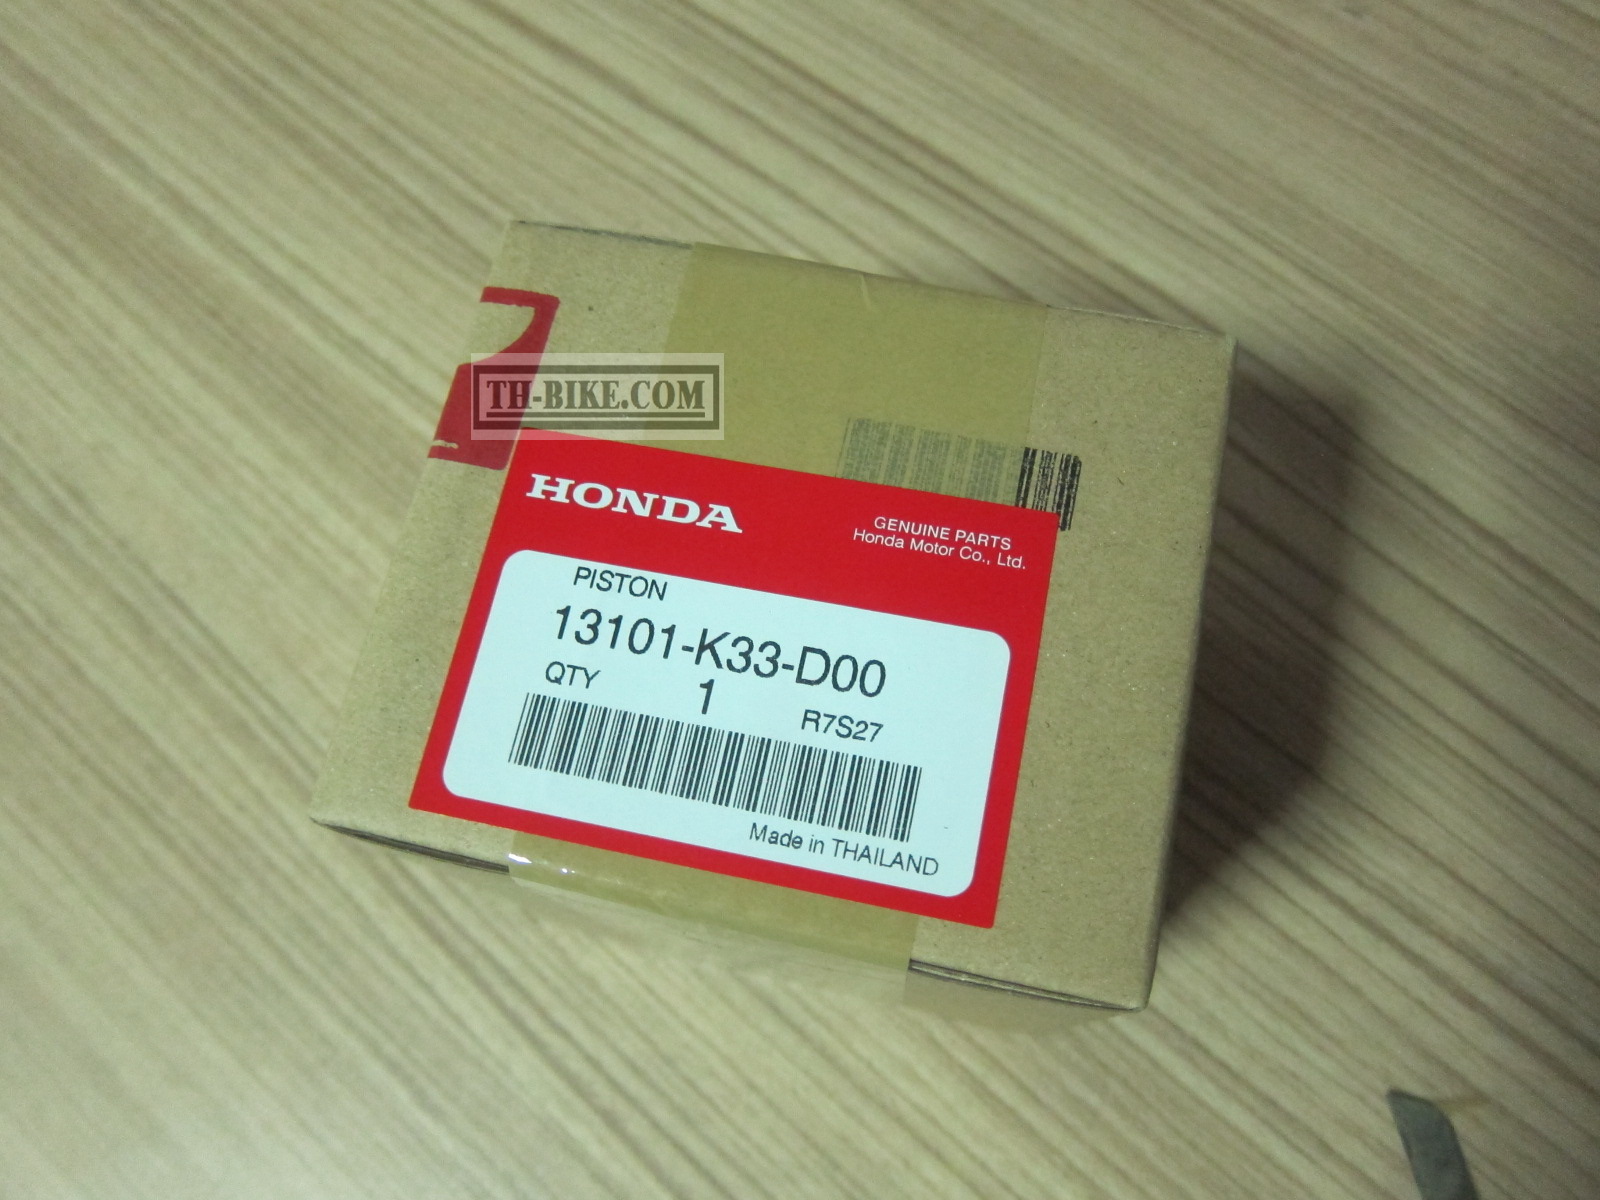 TH-BIKE.COM
HONDA
GENUINE PARTS
Honda Motor Co., Ltd.
PISTON
13101-K33-D00
QTY 1 R7S27
Made in THAILAND